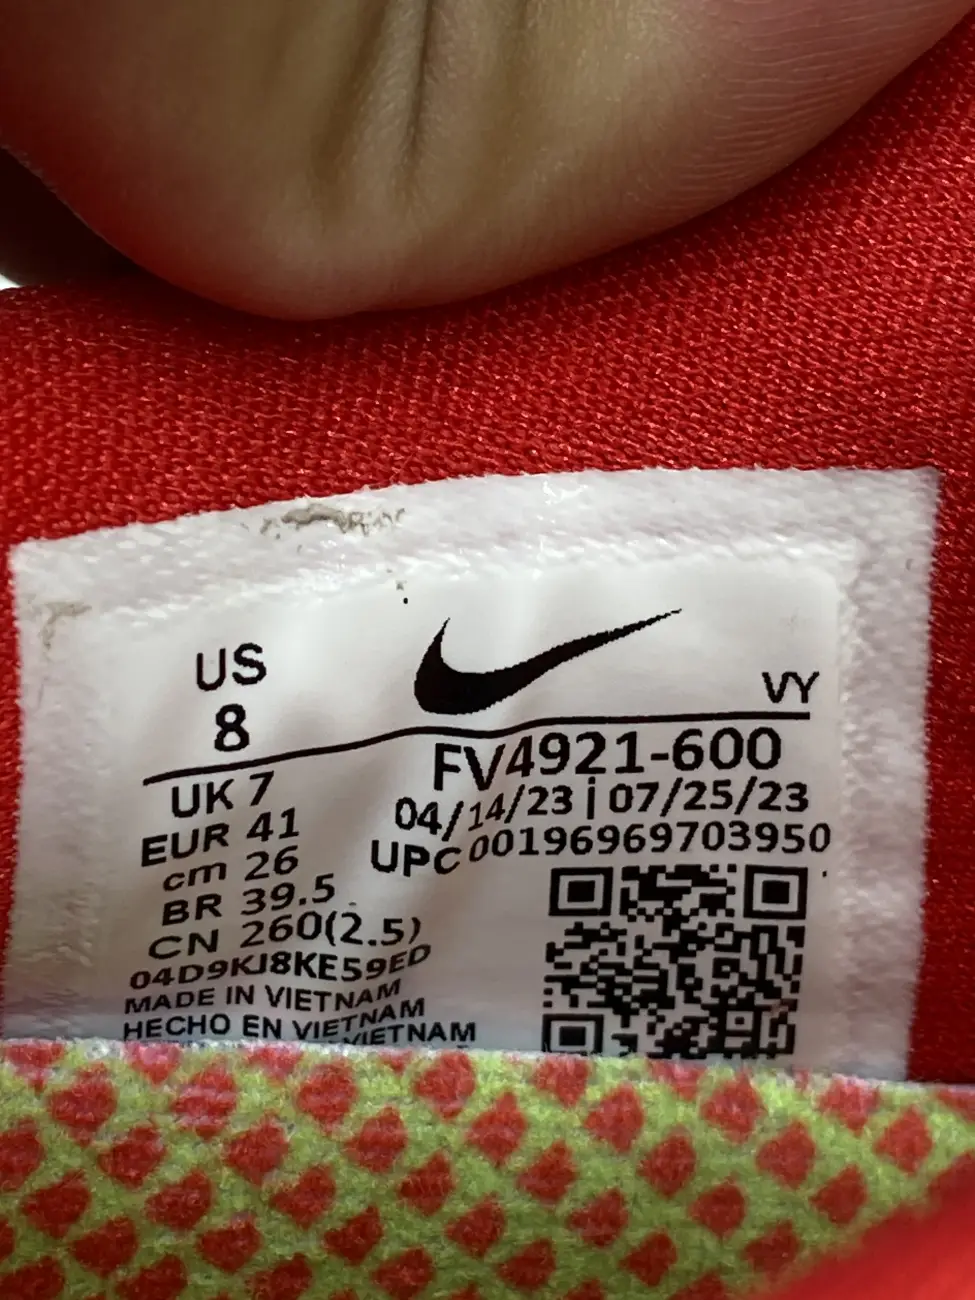 US
8
VY
UK 7
EUR 41
cm 26
BR 39.5
CN 260(2.5)
04D9KJ8KE59ED
MADE IN VIETNAM
HECHO EN VIETNAM
VIETNAM
FV4921-600
04/14/23 | 07/25/23
UPC 00196969703950